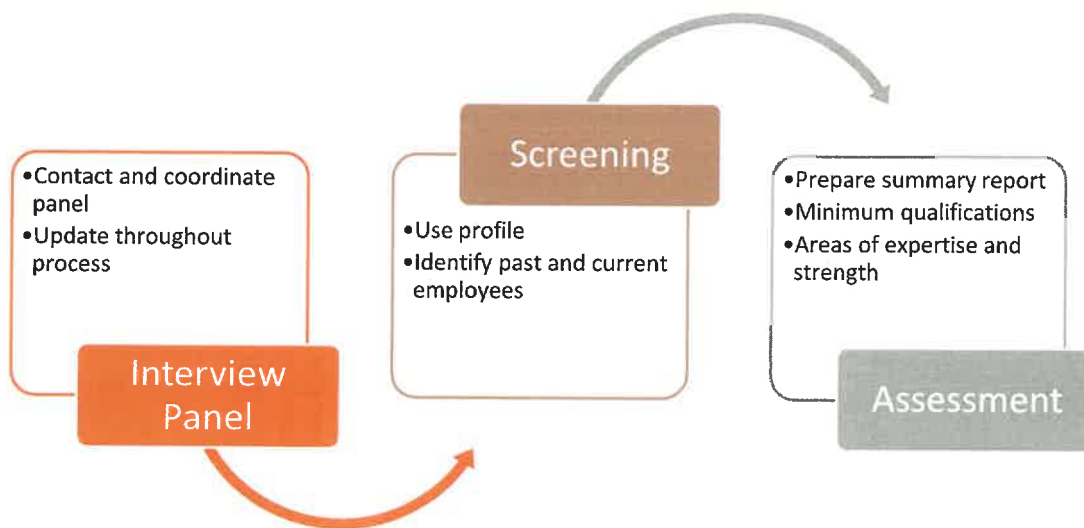 •Contact and coordinate
panel
•Update throughout
process
Interview
Panel
Screening
•Use profile
•Identify past and current
employees
•Prepare summary report
•Minimum qualifications
•Areas of expertise and
strength
Assessment